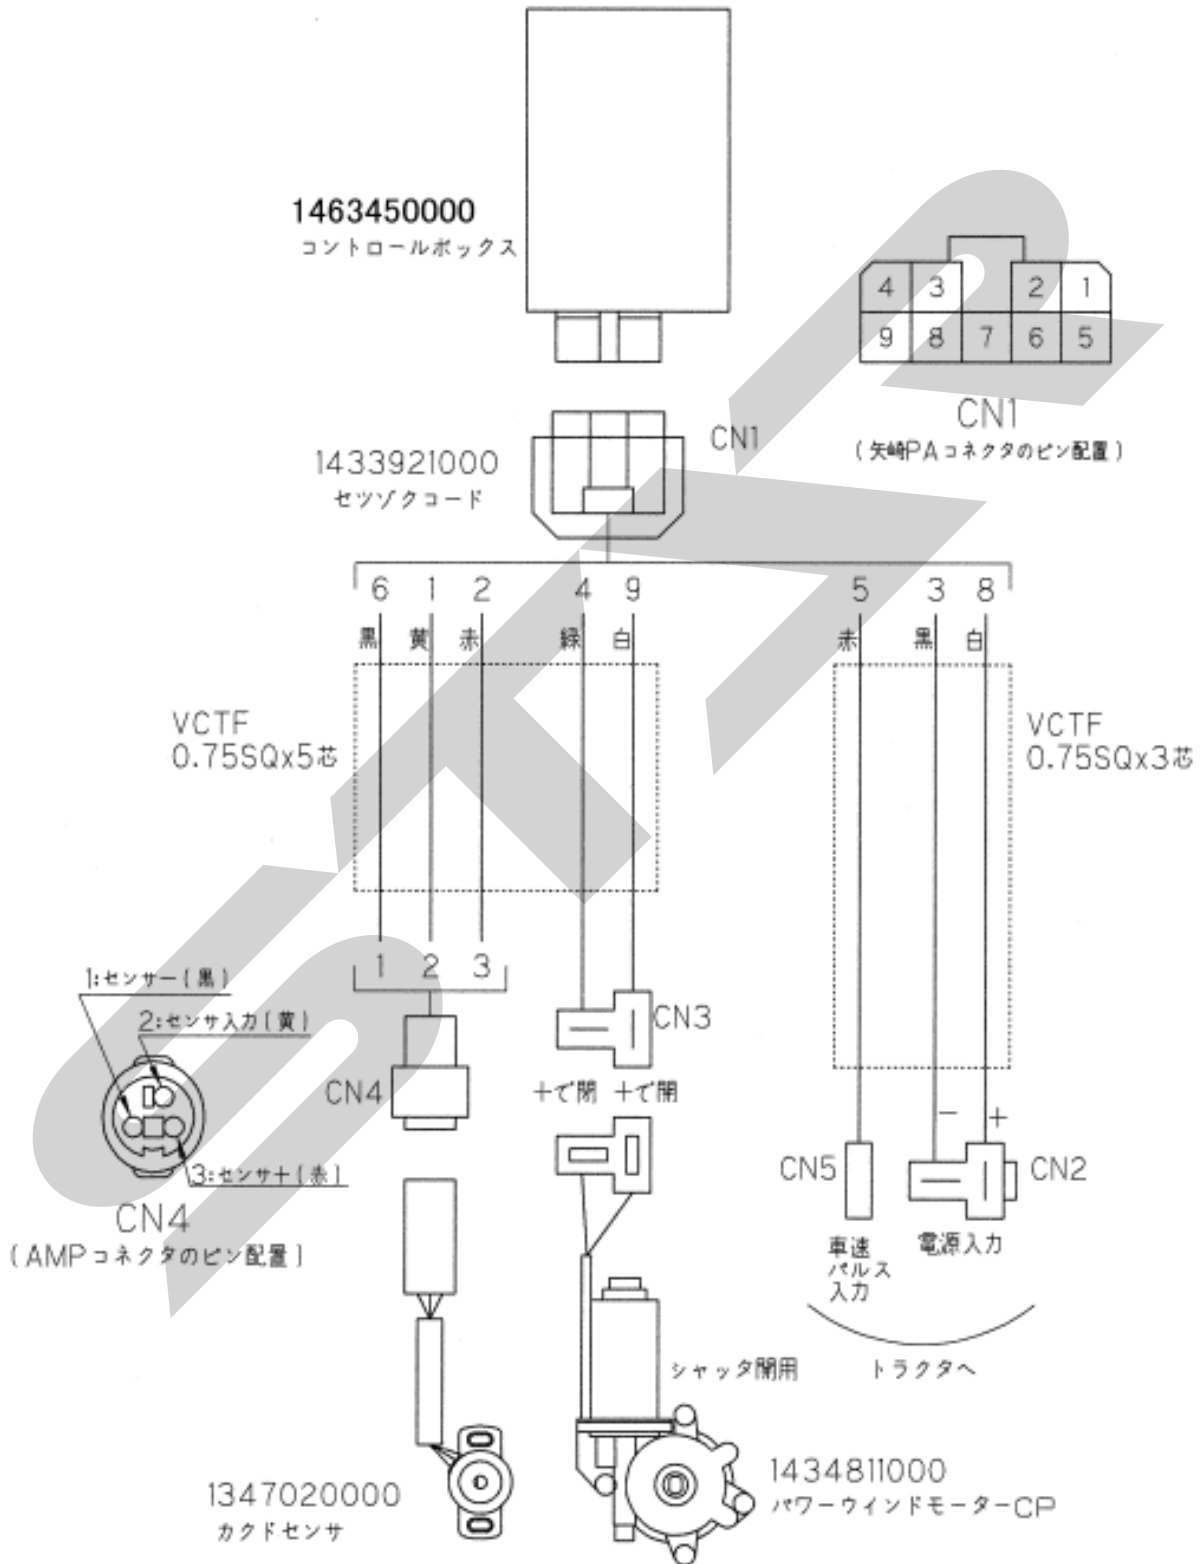 1463450000
コントロールボックス
4 3 2 1
9 8 7 6 5
CN1
(矢崎PAコネクタのピン配置)
CN1
1433921000
セツゾクコード
6 1 2 4 9 5 3 8
黒 黄 赤 緑 白 赤 黒 白
VCTF
0.75SQx5芯
VCTF
0.75SQx3芯
1 2 3
1:センサー(黒)
2:センサ入力(黄)
3:センサ+(赤)
CN4
(AMPコネクタのピン配置)
CN4
CN3
+で閉 +で開
- +
CN5
CN2
車速
パルス
入力
電源入力
トラクタへ
シャッタ開用
1347020000
カクドセンサ
1434811000
パワーウインドモーターCP
STAR